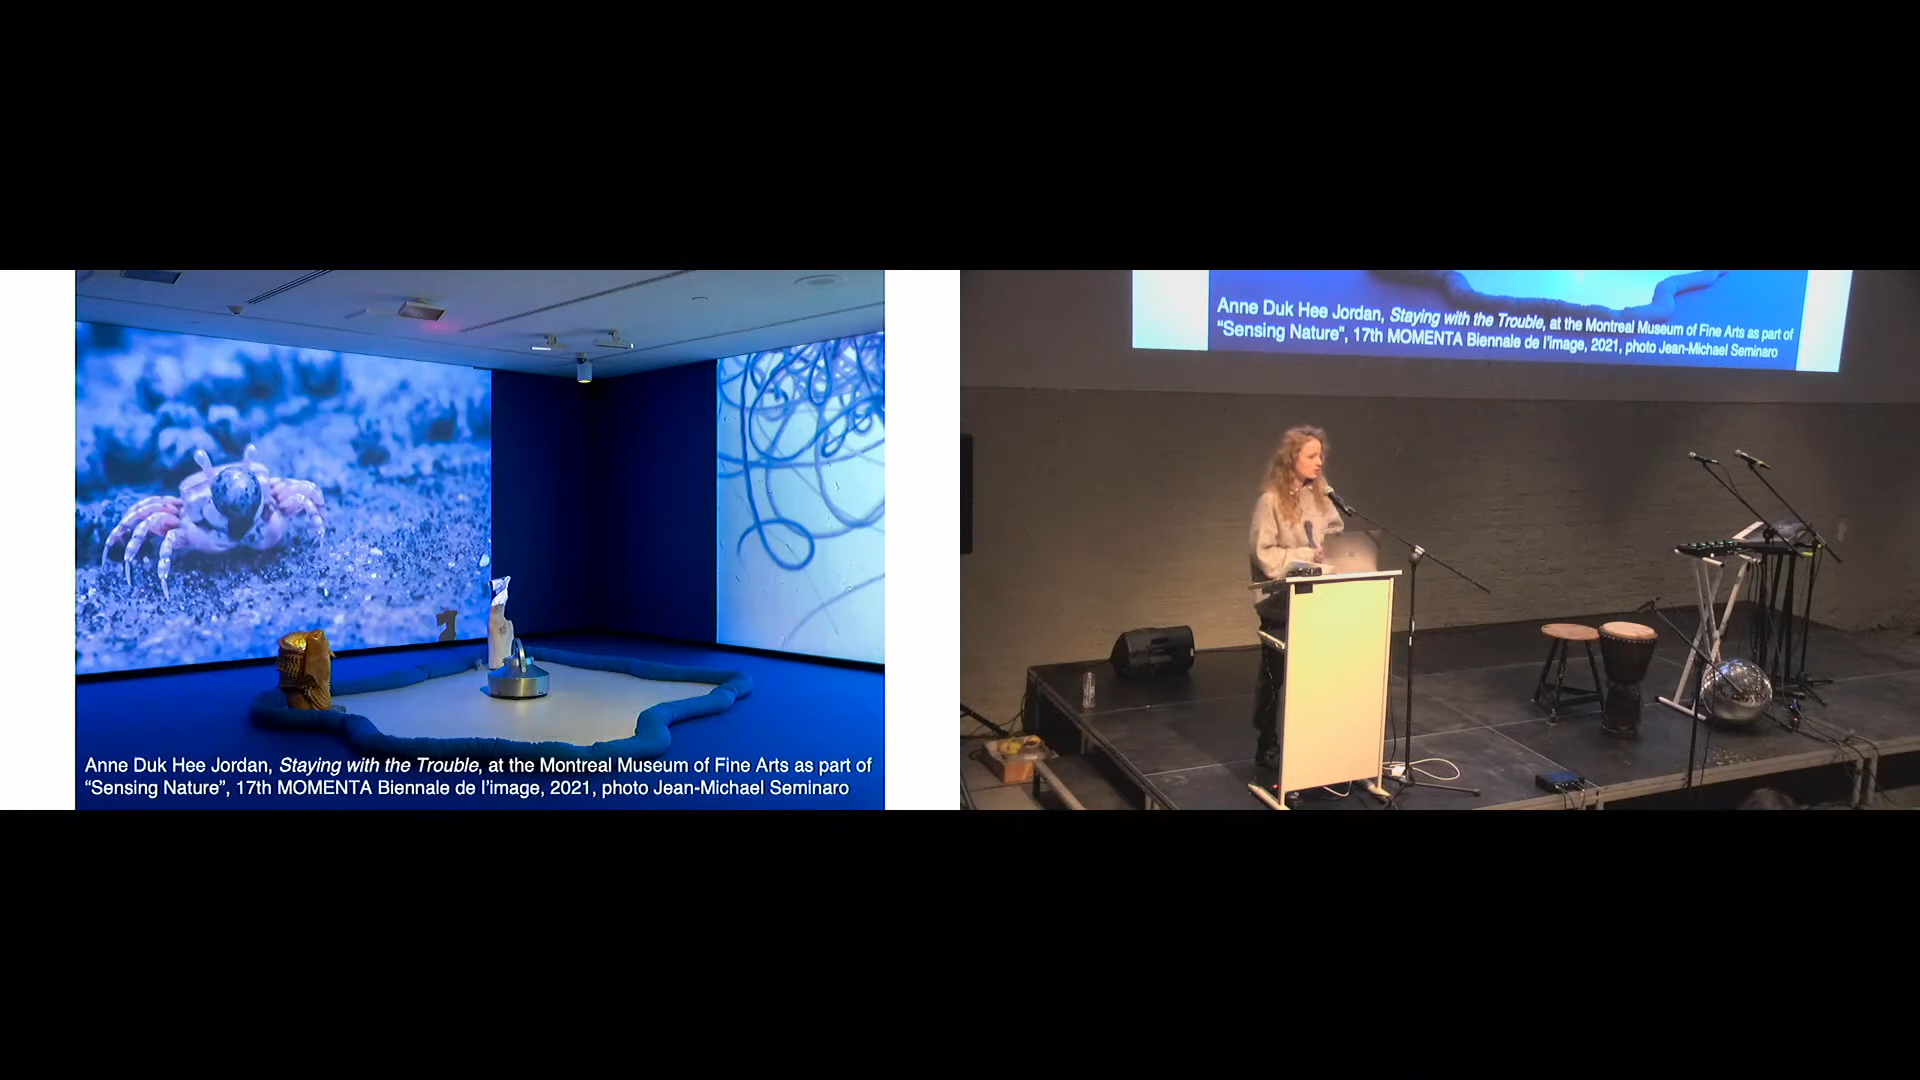 Anne Duk Hee Jordan, Staying with the Trouble, at the Montreal Museum of Fine Arts as part of
“Sensing Nature”, 17th MOMENTA Biennale de l’image, 2021, photo Jean-Michael Seminaro
Anne Duk Hee Jordan, Staying with the Trouble, at the Montreal Museum of Fine Arts as part of
“Sensing Nature”, 17th MOMENTA Biennale de l’image, 2021, photo Jean-Michael Seminaro